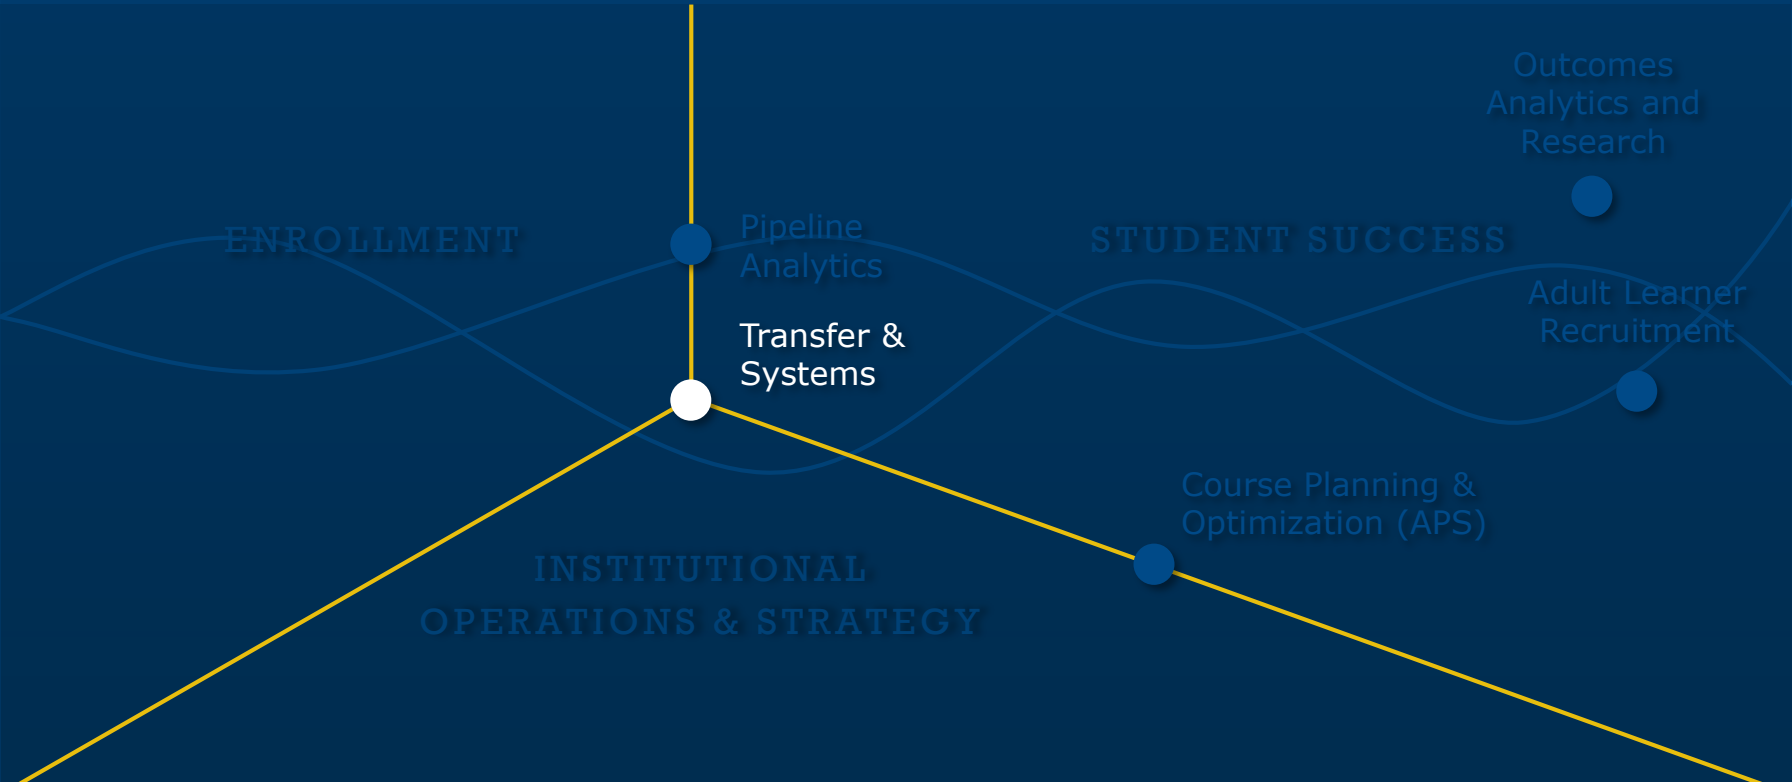 Outcomes
Analytics and
Research
ENROLLMENT
Pipeline
Analytics
STUDENT SUCCESS
Adult Learner
Recruitment
Transfer &
Systems
Course Planning &
Optimization (APS)
INSTITUTIONAL
OPERATIONS & STRATEGY